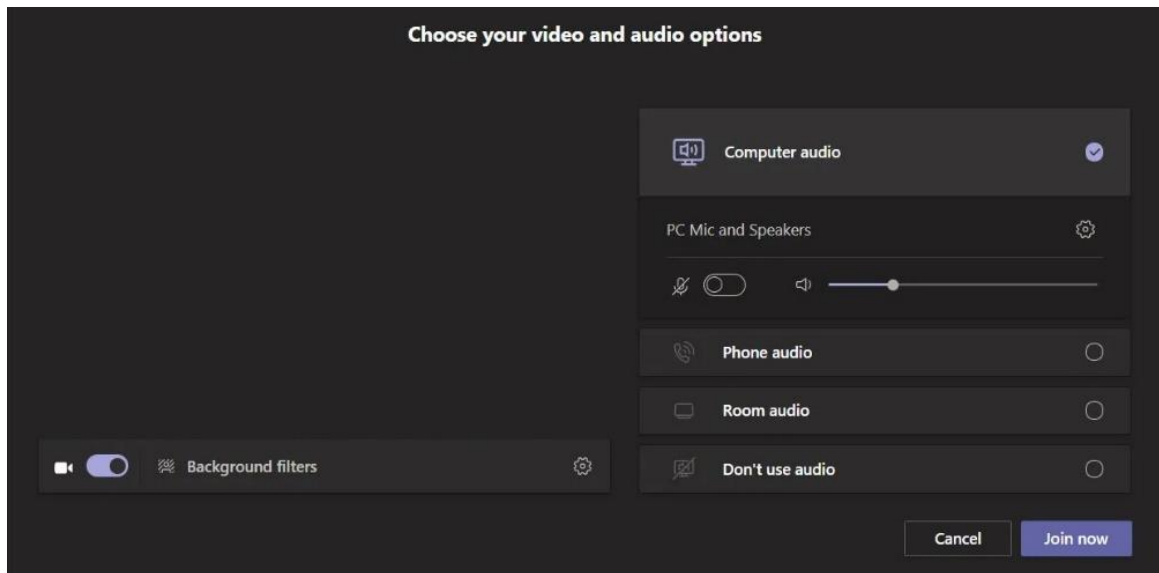 Choose your video and audio options
Computer audio
PC Mic and Speakers
Phone audio
Room audio
Background filters
Don't use audio
Cancel
Join now